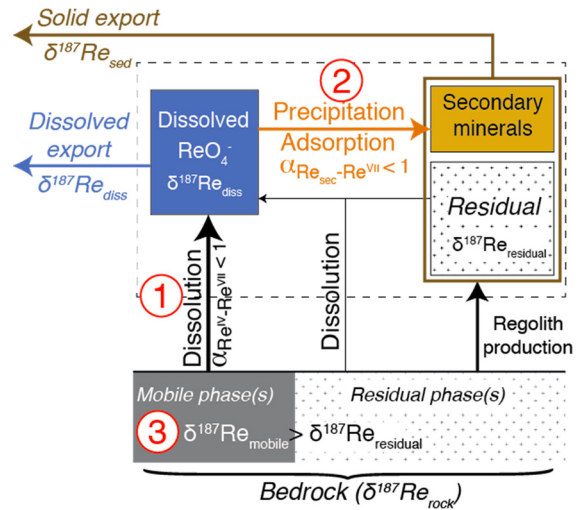 Solid export
δ187Resed
2
Dissolved
export
δ187Rediss
Dissolved
ReO4-
δ187Rediss
Precipitation
Adsorption
αResec-ReVII< 1
Secondary
minerals
Residual
δ187Reresidual
1
Dissolution
αReIV-RieVII< 1
Dissolution
Regolith
production
Mobile phase(s)
Residual phase(s)
3
δ187Remobile> δ187Reresidual
Bedrock (δ187Rerock)